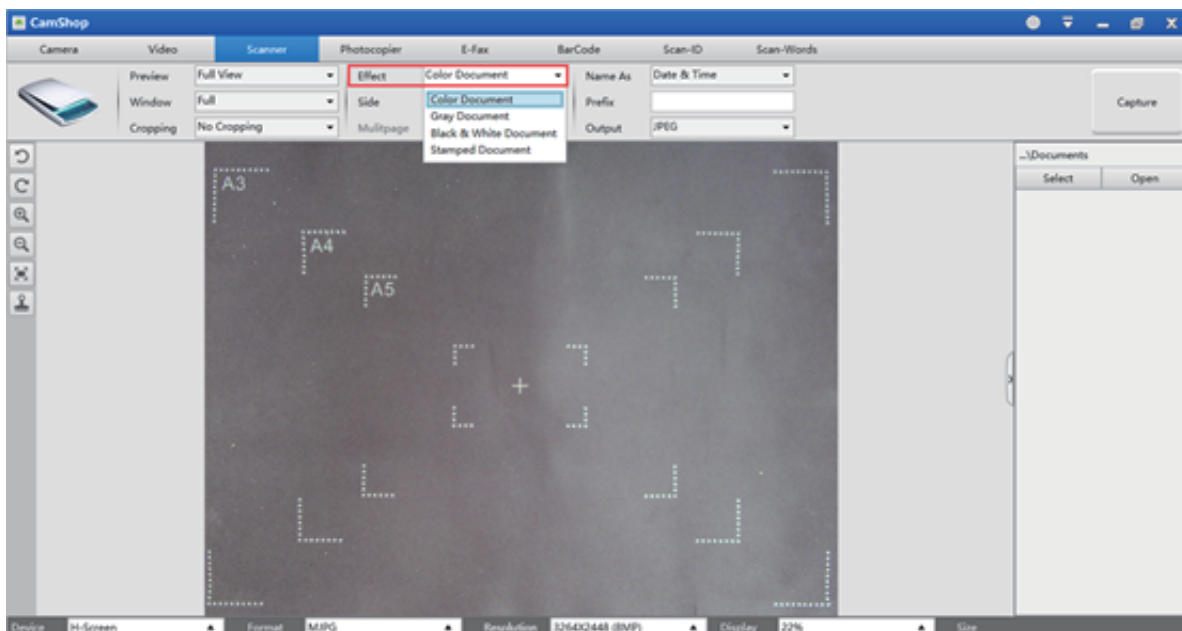 CamShop
Camera Video Scanner Photocopier E-Fax BarCode Scan-ID Scan-Words
Preview Full View Effect Color Document Name As Date & Time
Window Full Side Color Document Prefix Capture
Gray Document
Cropping No Cropping Mulitpage Black & White Document Output JPEG
Stamped Document
...\Documents
Select Open
A3
A4
A5
Device H-Screen Format MJPG Resolution 3264X2448 (8MP) Display 22% Size